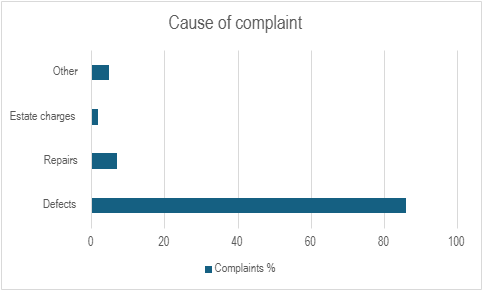 Cause of complaint
Other
Estate charges
Repairs
Defects
0 20 40 60 80 100
Complaints %